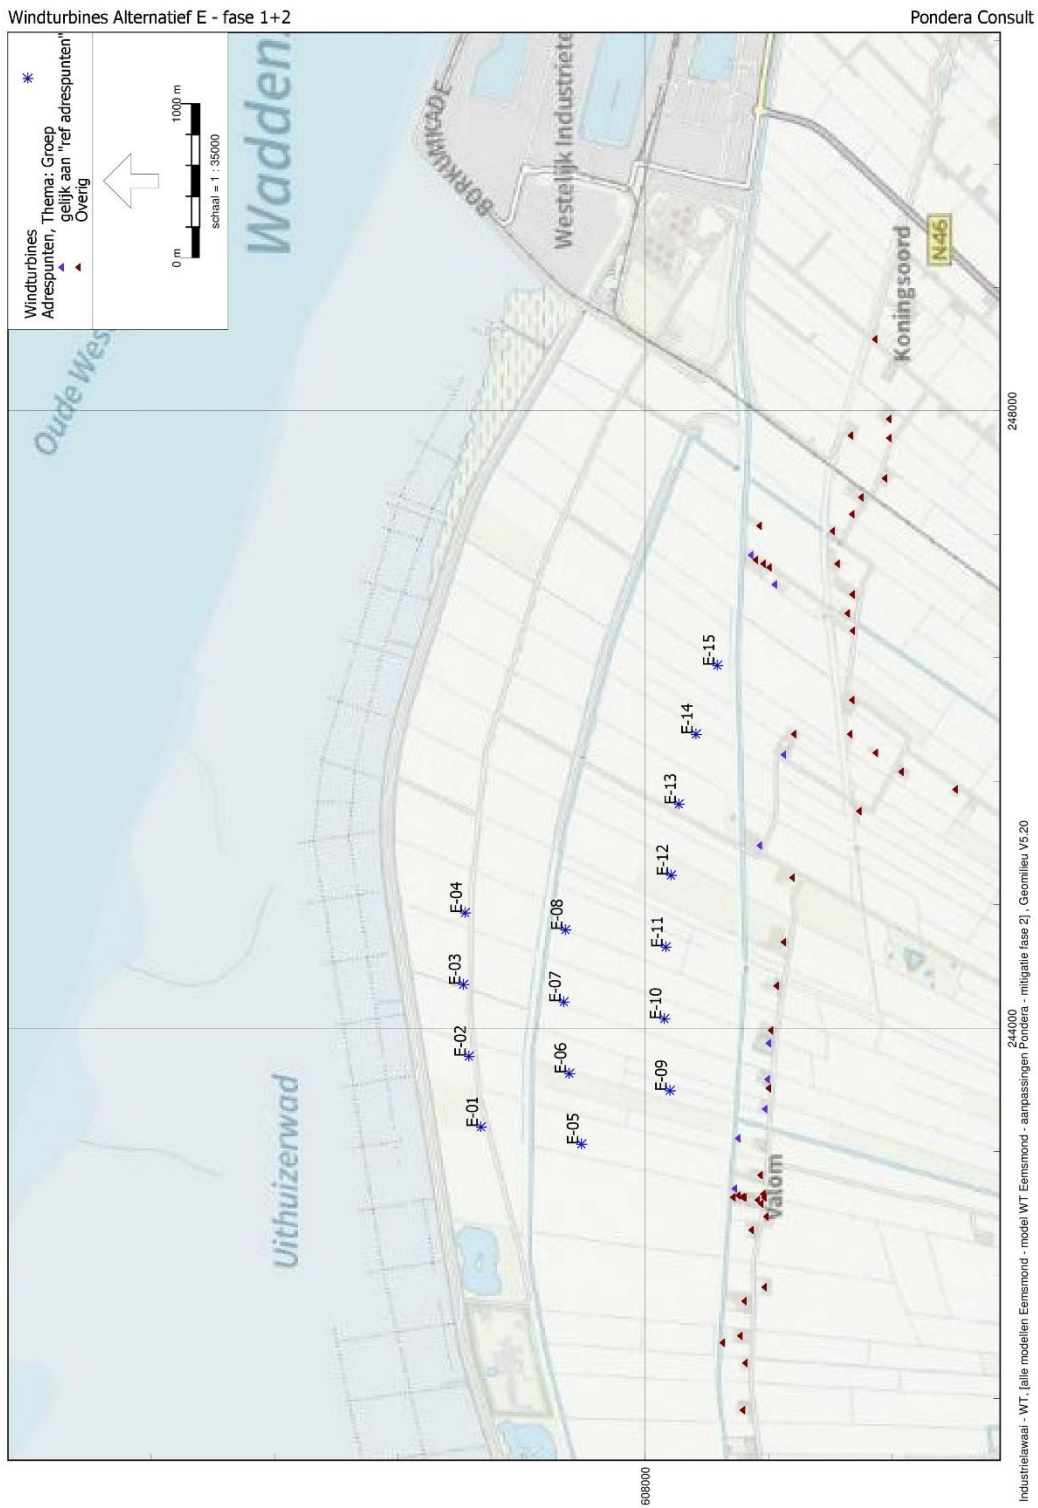 Windturbines Alternatief E - fase 1+2
Pondera Consult
Windturbines
Adrespunten, Thema: Groep
gelijk aan "ref adrespunten"
Overig
0 m
1000 m
schaal = 1 : 35000
Oude Wes
Wadden
BORKUMKADE
Westelijk Industriete
Koningsoord
N46
Uithuizerwad
Valom
E-01
E-02
E-03
E-04
E-05
E-06
E-07
E-08
E-09
E-10
E-11
E-12
E-13
E-14
E-15
248000
244000
608000
Industrielawaai - WT, [alle modellen Eemsmond - model WT Eemsmond - aanpassingen Pondera - mitigatie fase 2] , Geomilieu V5.20